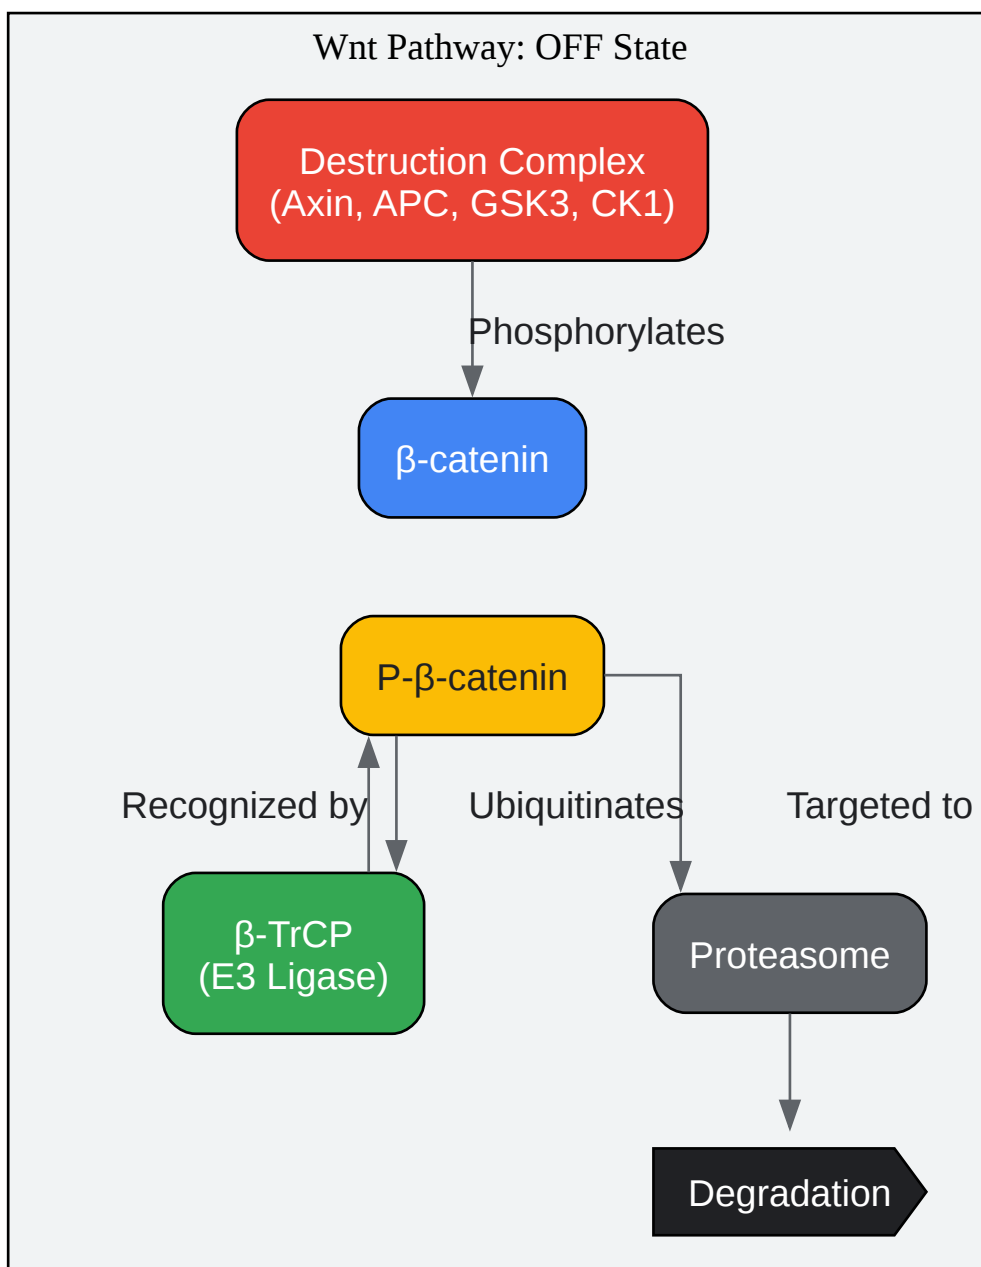 Wnt Pathway: OFF State
Destruction Complex
(Axin, APC, GSK3, CK1)
Phosphorylates
β-catenin
P-β-catenin
Recognized by
Ubiquitinates
Targeted to
β-TrCP
(E3 Ligase)
Proteasome
Degradation